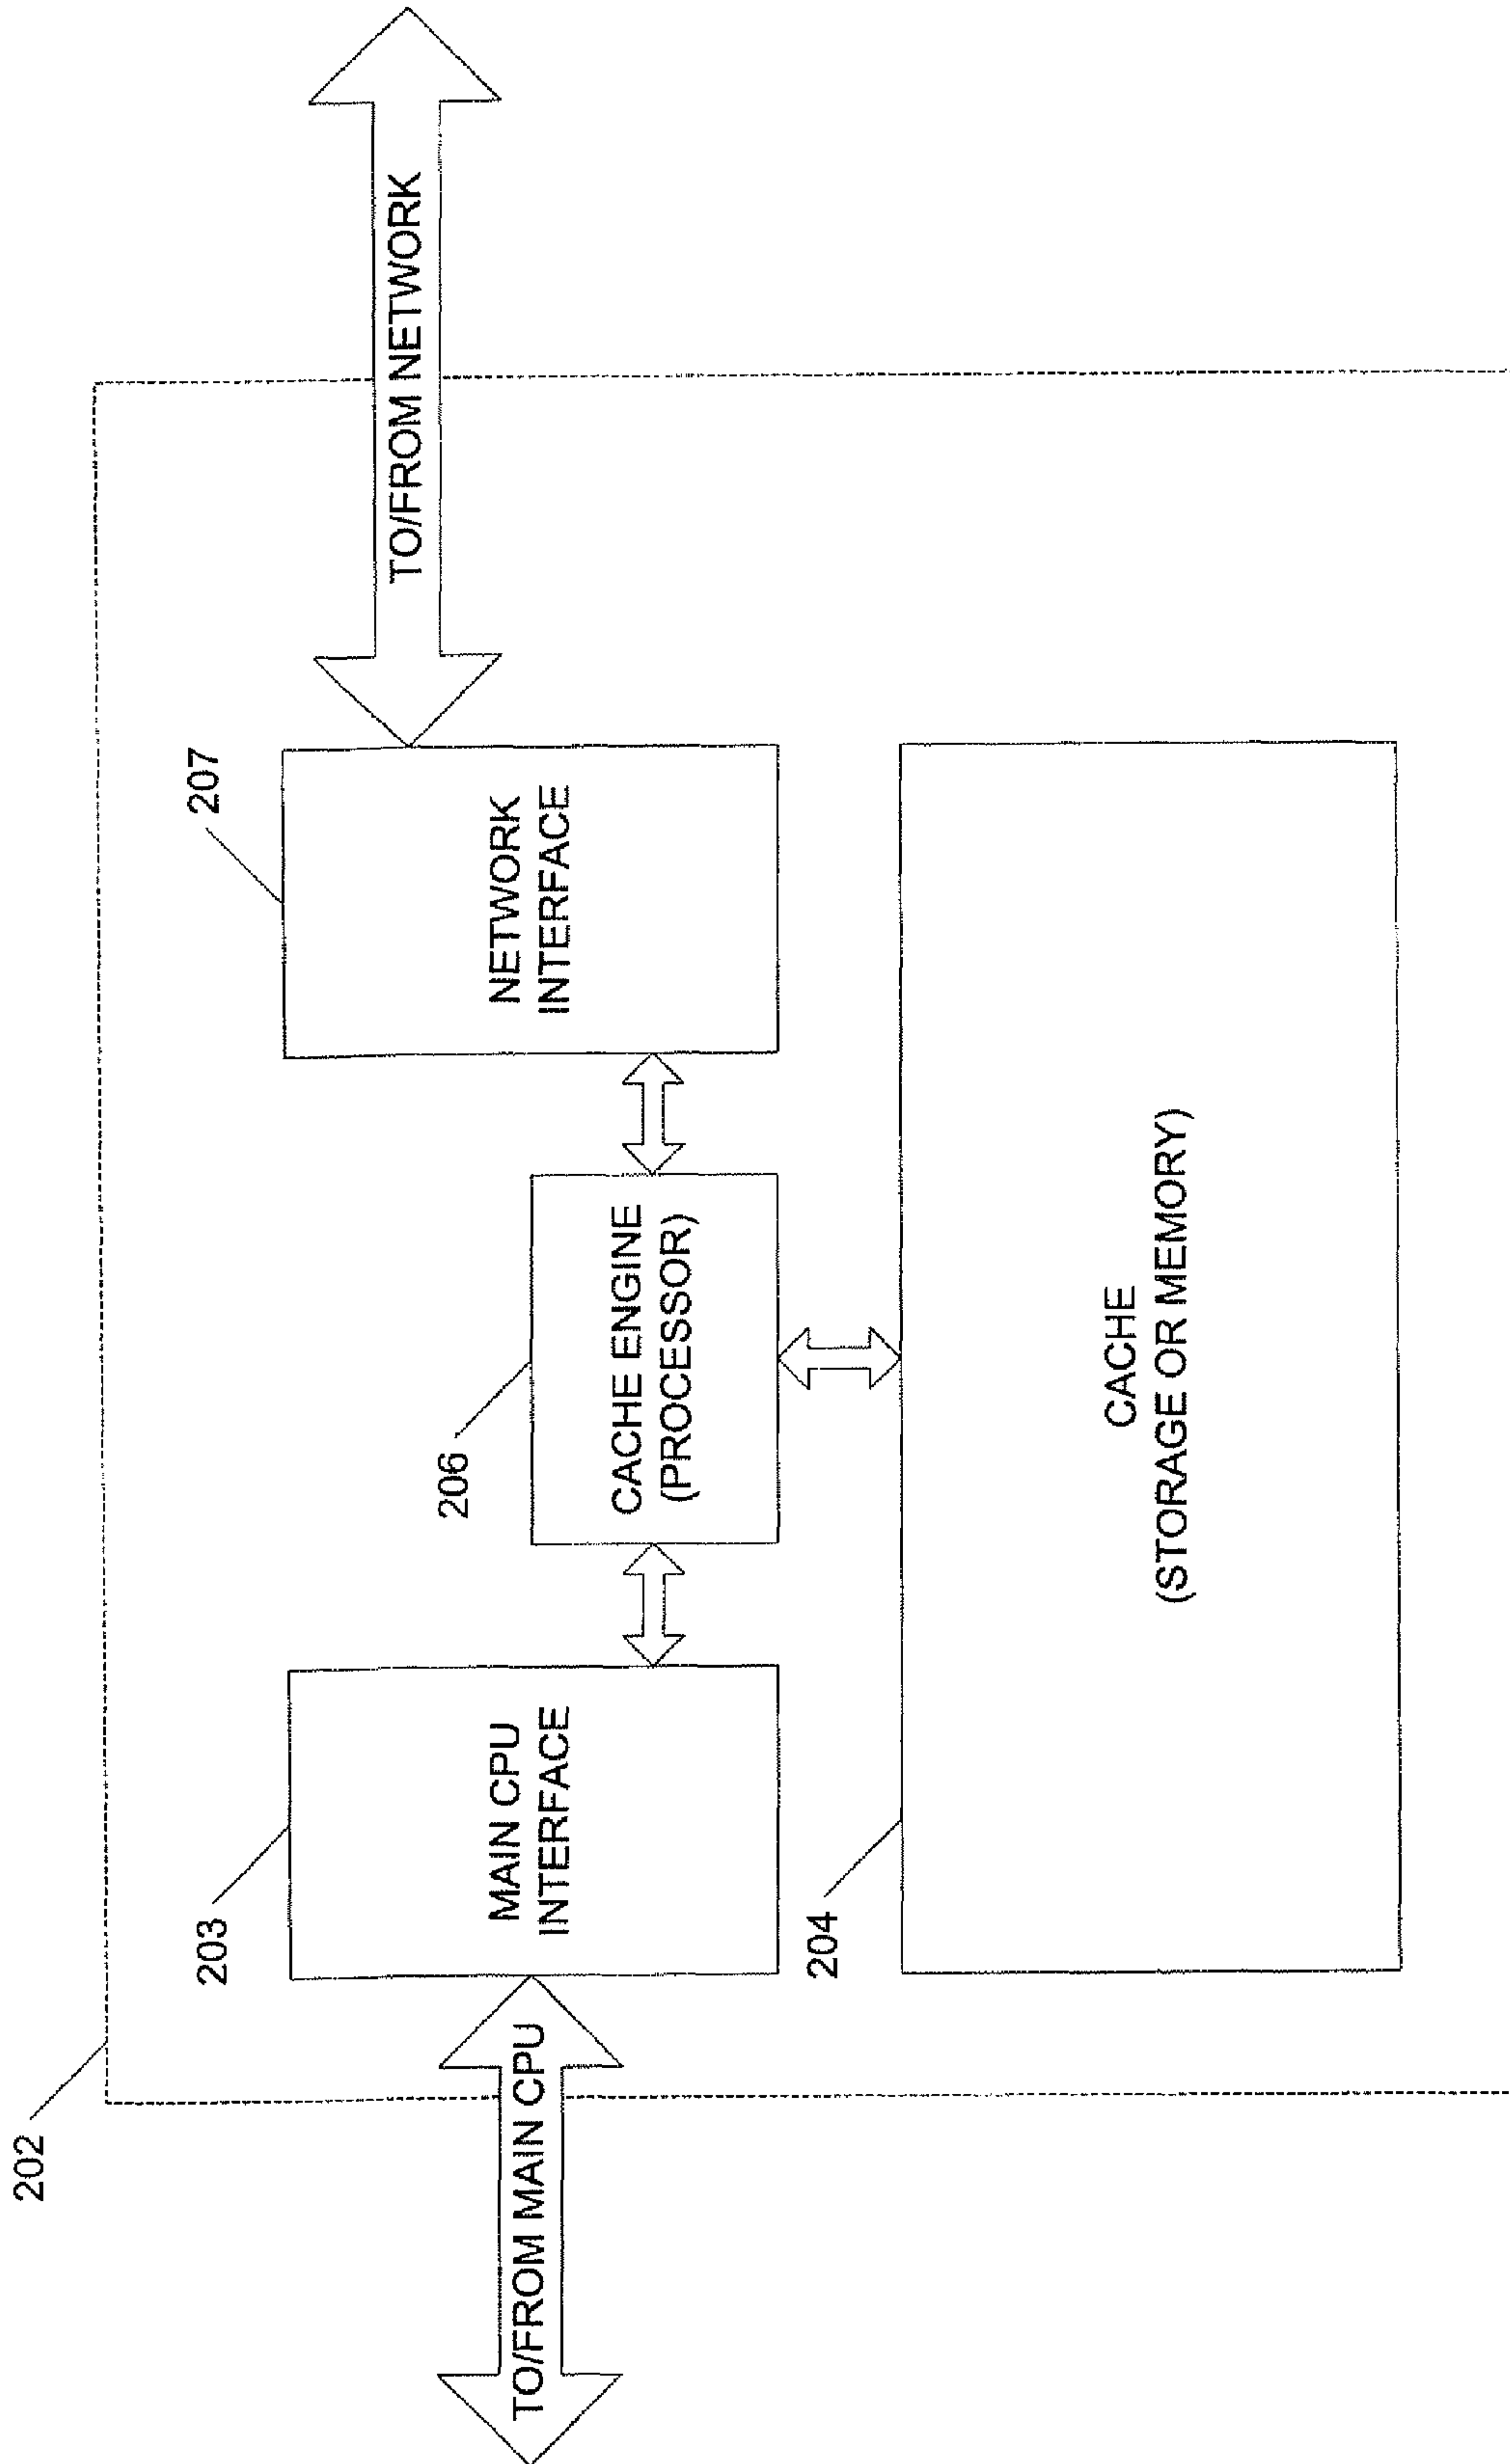 202
203
207
TO/FROM NETWORK
MAIN CPU
INTERFACE
NETWORK
INTERFACE
206
TO/FROM MAIN CPU
CACHE ENGINE
(PROCESSOR)
204
CACHE
(STORAGE OR MEMORY)